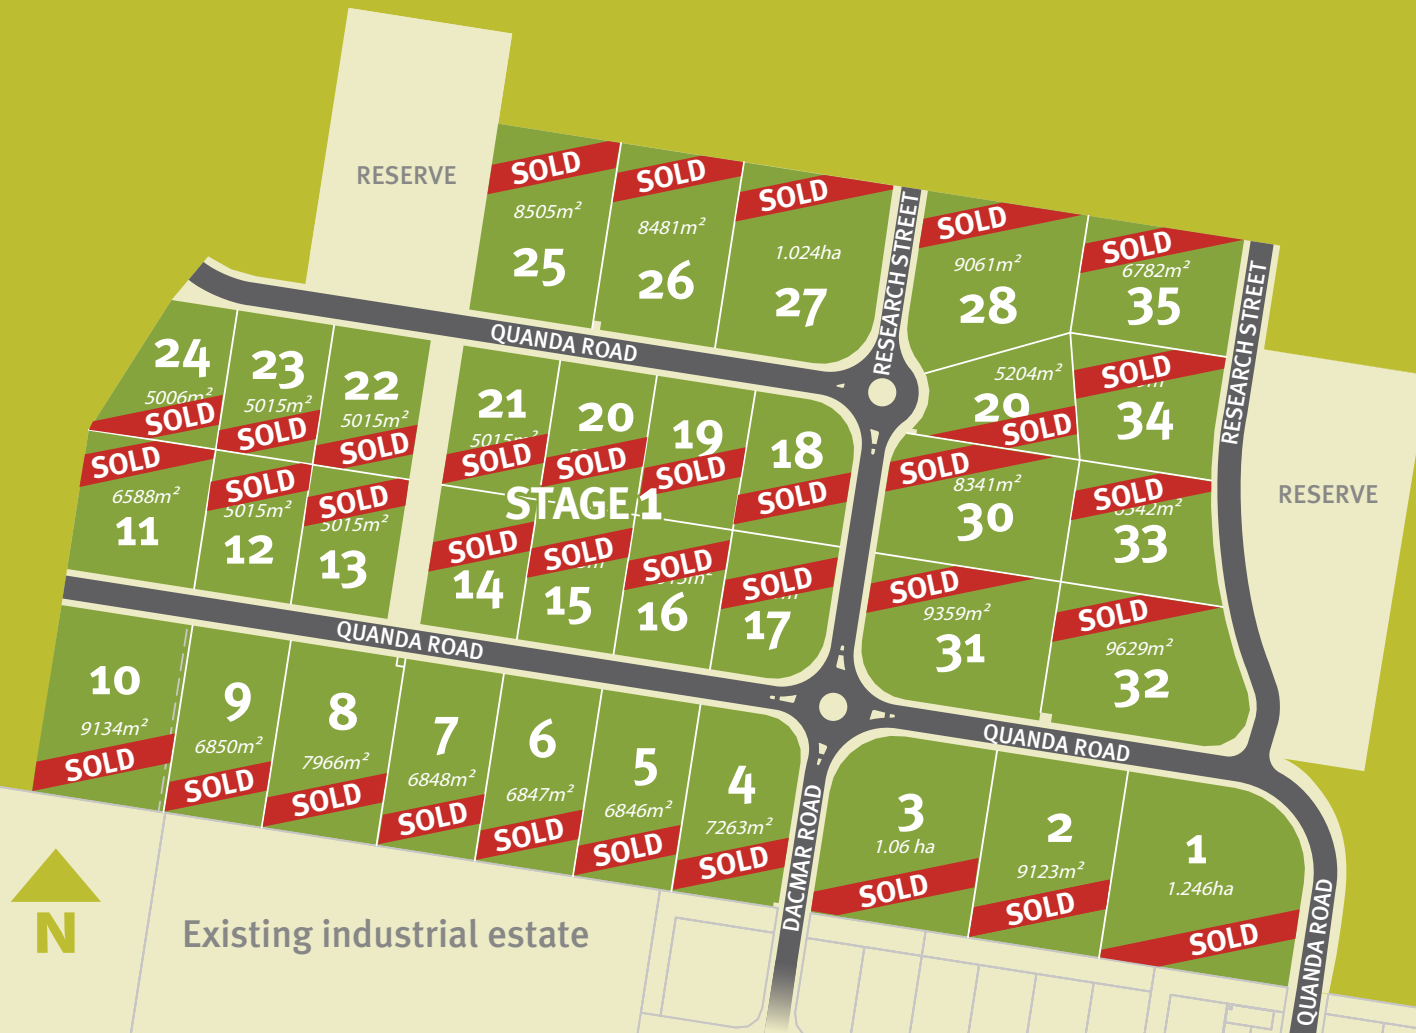 RESERVE
SOLD
8505m²
25
SOLD
8481m²
26
SOLD
1.024ha
27
RESEARCH STREET
SOLD
9061m²
28
SOLD
6782m²
35
RESEARCH STREET
QUANDA ROAD
24
5006m²
SOLD
23
5015m²
SOLD
22
5015m²
SOLD
21
5015m²
SOLD
20
SOLD
19
SOLD
18
SOLD
5204m²
29
SOLD
SOLD
34
RESERVE
SOLD
6588m²
11
SOLD
5015m²
12
SOLD
5015m²
13
STAGE 1
SOLD
14
SOLD
15
SOLD
16
SOLD
17
SOLD
8341m²
30
SOLD
33
SOLD
9359m²
31
SOLD
9629m²
32
QUANDA ROAD
QUANDA ROAD
10
9134m²
SOLD
9
6850m²
SOLD
8
7966m²
SOLD
7
6848m²
SOLD
6
6847m²
SOLD
5
6846m²
SOLD
4
7263m²
SOLD
DACMAR ROAD
3
1.06 ha
SOLD
2
9123m²
SOLD
1
1.246ha
SOLD
QUANDA ROAD
N
Existing industrial estate